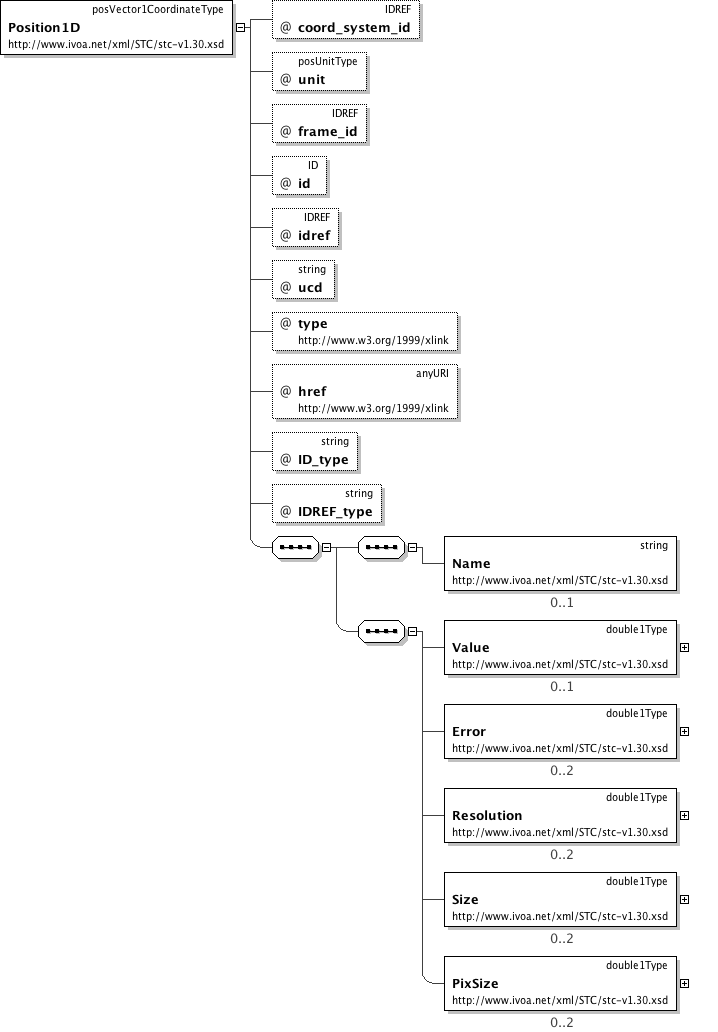 posVector1CoordinateType
Position1D
http://www.ivoa.net/xml/STC/stc-v1.30.xsd
IDREF
@ coord_system_id
posUnitType
@ unit
IDREF
@ frame_id
ID
@ id
IDREF
@ idref
string
@ ucd
@ type
http://www.w3.org/1999/xlink
anyURI
@ href
http://www.w3.org/1999/xlink
string
@ ID_type
string
@ IDREF_type
string
Name
http://www.ivoa.net/xml/STC/stc-v1.30.xsd
0..1
double1Type
Value
http://www.ivoa.net/xml/STC/stc-v1.30.xsd
0..1
double1Type
Error
http://www.ivoa.net/xml/STC/stc-v1.30.xsd
0..2
double1Type
Resolution
http://www.ivoa.net/xml/STC/stc-v1.30.xsd
0..2
double1Type
Size
http://www.ivoa.net/xml/STC/stc-v1.30.xsd
0..2
double1Type
PixSize
http://www.ivoa.net/xml/STC/stc-v1.30.xsd
0..2